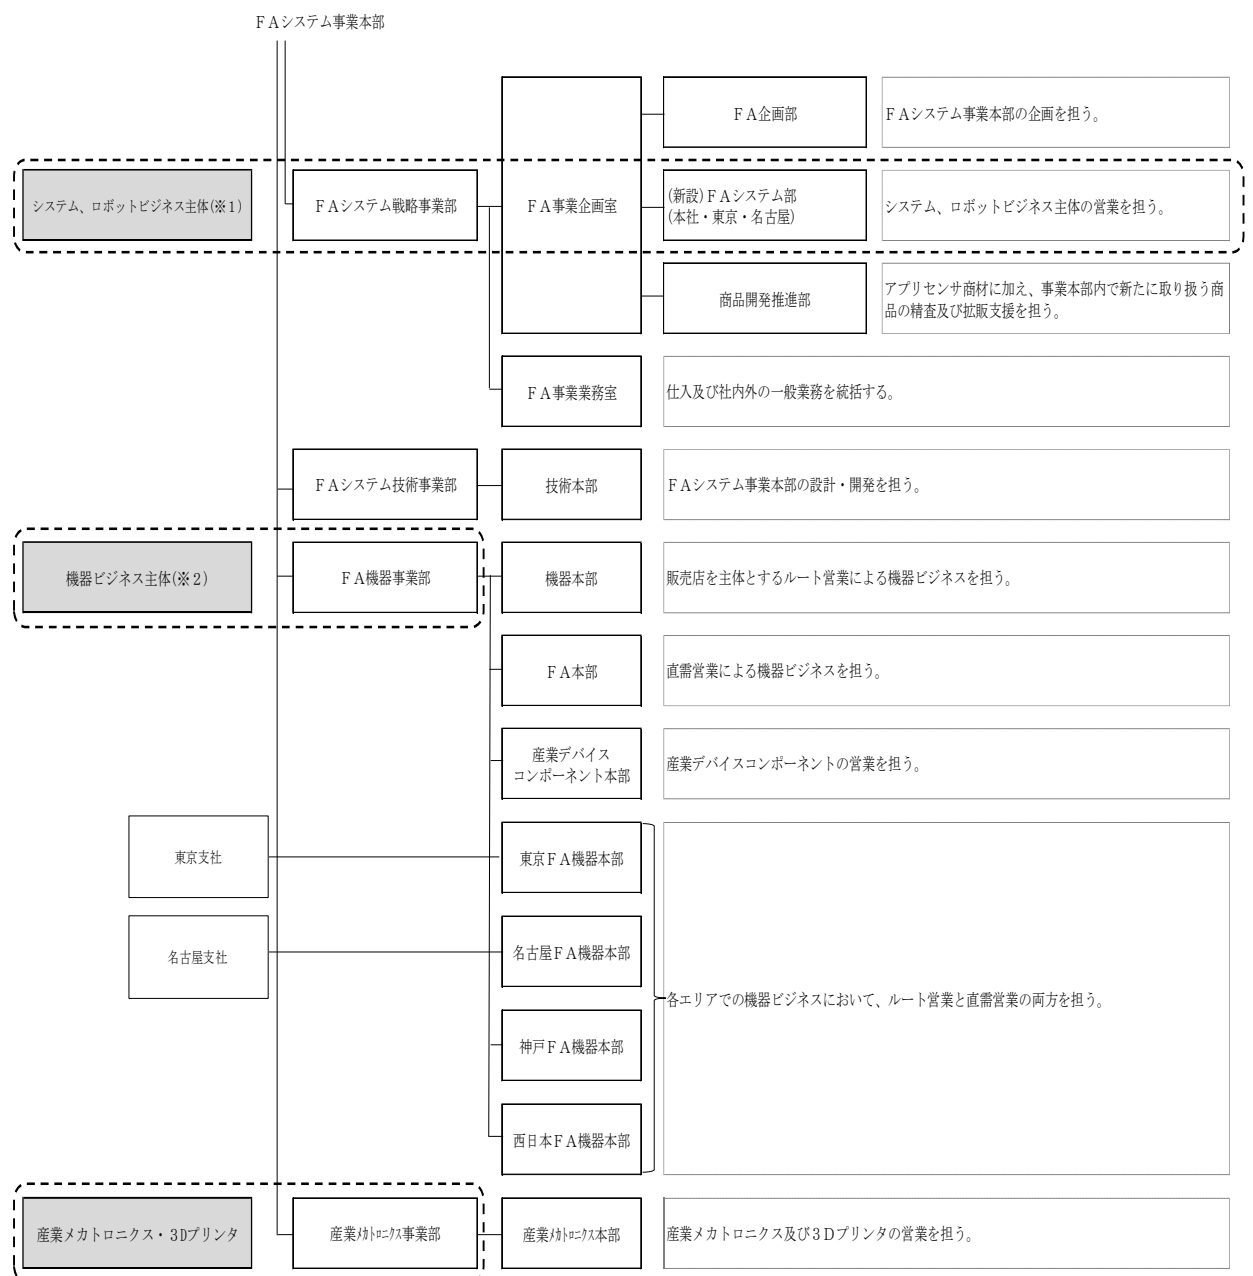 ＦＡシステム事業本部
ＦＡ企画部
ＦＡシステム事業本部の企画を担う。
システム、ロボットビジネス主体(※１)
ＦＡシステム戦略事業部
ＦＡ事業企画室
(新設)ＦＡシステム部
(本社・東京・名古屋)
システム、ロボットビジネス主体の営業を担う。
商品開発推進部
アプリセンサ商材に加え、事業本部内で新たに取り扱う商
品の精査及び拡販支援を担う。
ＦＡ事業業務室
仕入及び社内外の一般業務を統括する。
ＦＡシステム技術事業部
技術本部
ＦＡシステム事業本部の設計・開発を担う。
機器ビジネス主体(※２)
ＦＡ機器事業部
機器本部
販売店を主体とするルート営業による機器ビジネスを担う。
ＦＡ本部
直需営業による機器ビジネスを担う。
産業デバイス
コンポーネント本部
産業デバイスコンポーネントの営業を担う。
東京支社
東京ＦＡ機器本部
名古屋支社
名古屋ＦＡ機器本部
各エリアでの機器ビジネスにおいて、ルート営業と直需営業の両方を担う。
神戸ＦＡ機器本部
西日本ＦＡ機器本部
産業メカトロニクス・３Dプリンタ
産業ﾒｶﾄﾛﾆｸｽ事業部
産業ﾒｶﾄﾛﾆｸｽ本部
産業メカトロニクス及び３Ｄプリンタの営業を担う。